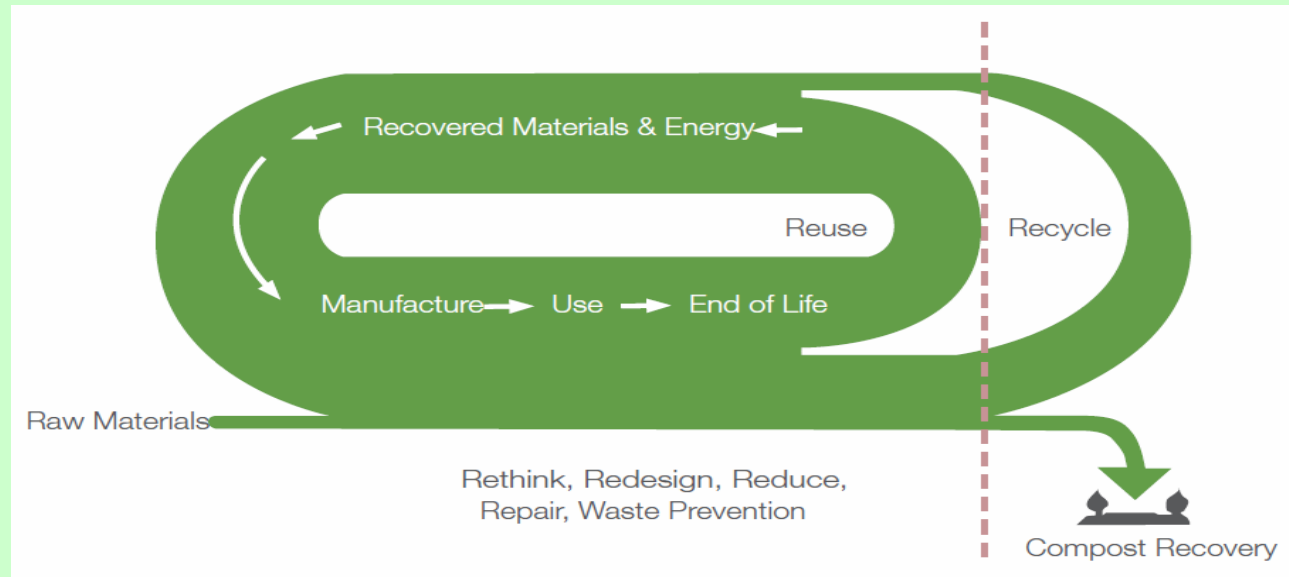 Recovered Materials & Energy
Reuse
Recycle
Manufacture Use End of Life
Raw Materials
Rethink, Redesign, Reduce,
Repair, Waste Prevention
Compost Recovery